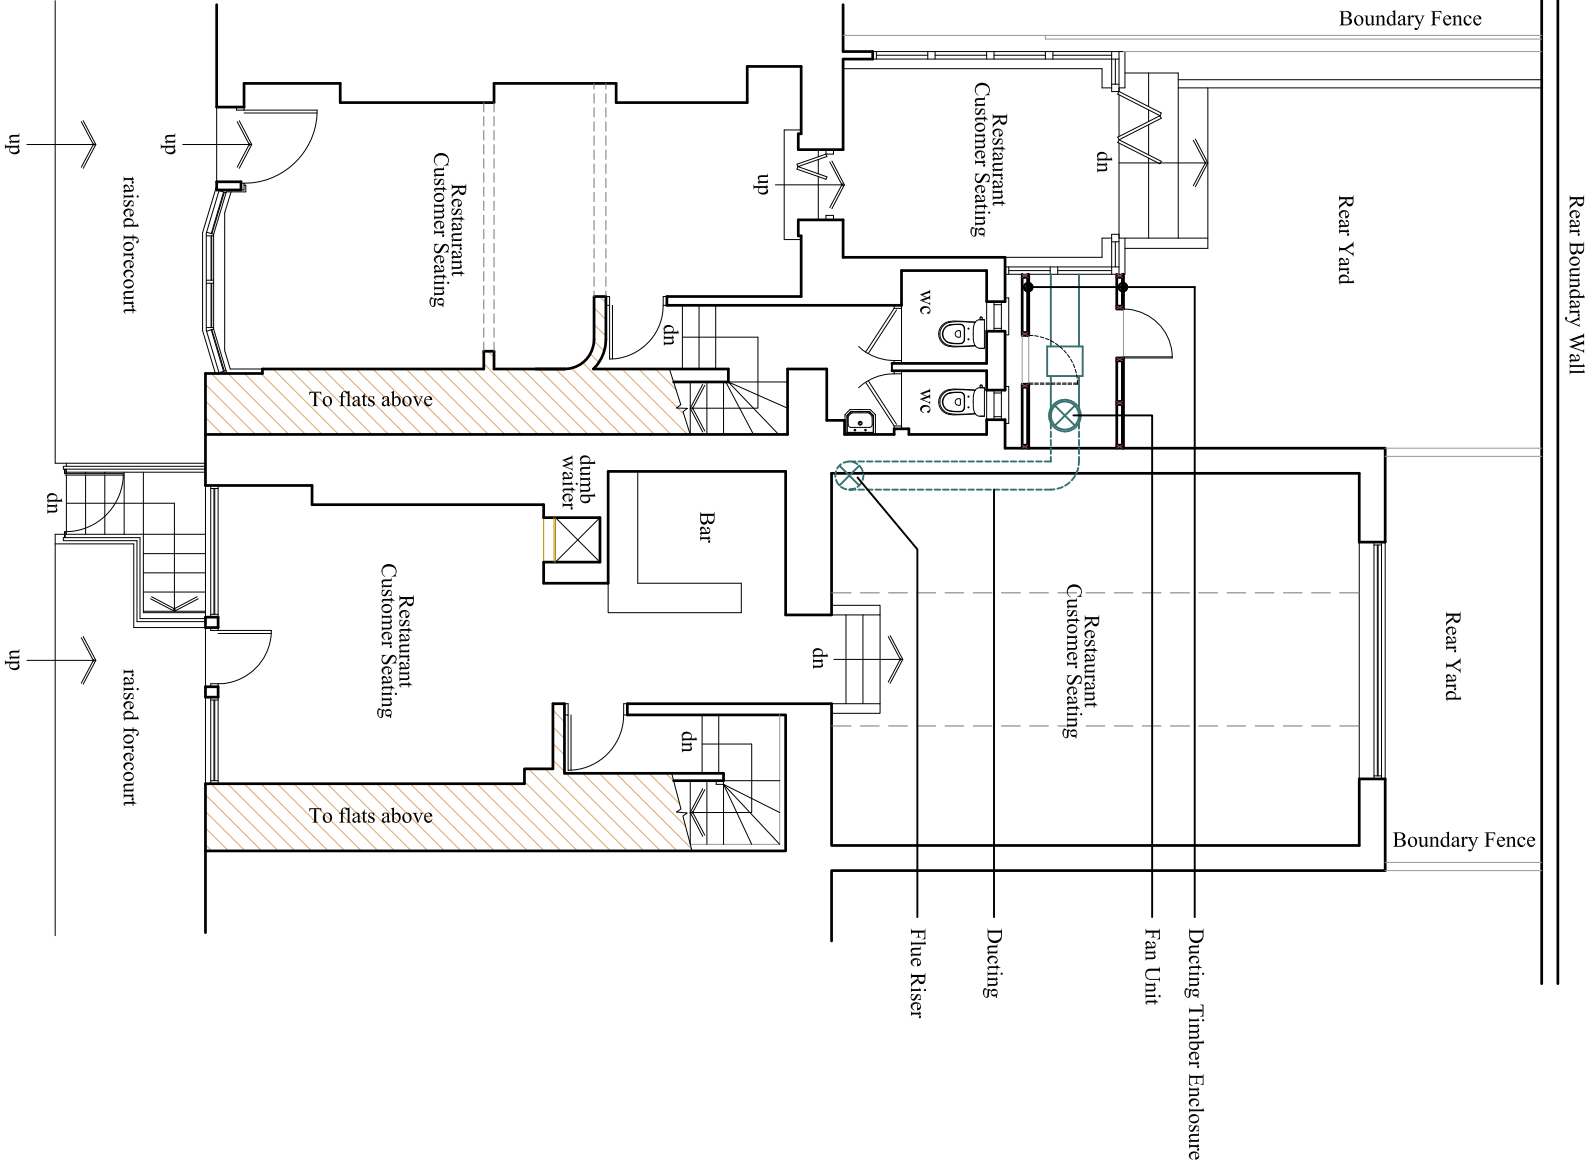 Boundary Fence
Rear Boundary Wall
Rear Yard
Restaurant
Customer Seating
dn
Restaurant
Customer Seating
up
up
up
raised forecourt
wc
wc
dn
To flats above
dumb
waiter
Bar
dn
Restaurant
Customer Seating
dn
Restaurant
Customer Seating
Rear Yard
up
raised forecourt
dn
To flats above
Boundary Fence
Flue Riser
Ducting
Fan Unit
Ducting Timber Enclosure